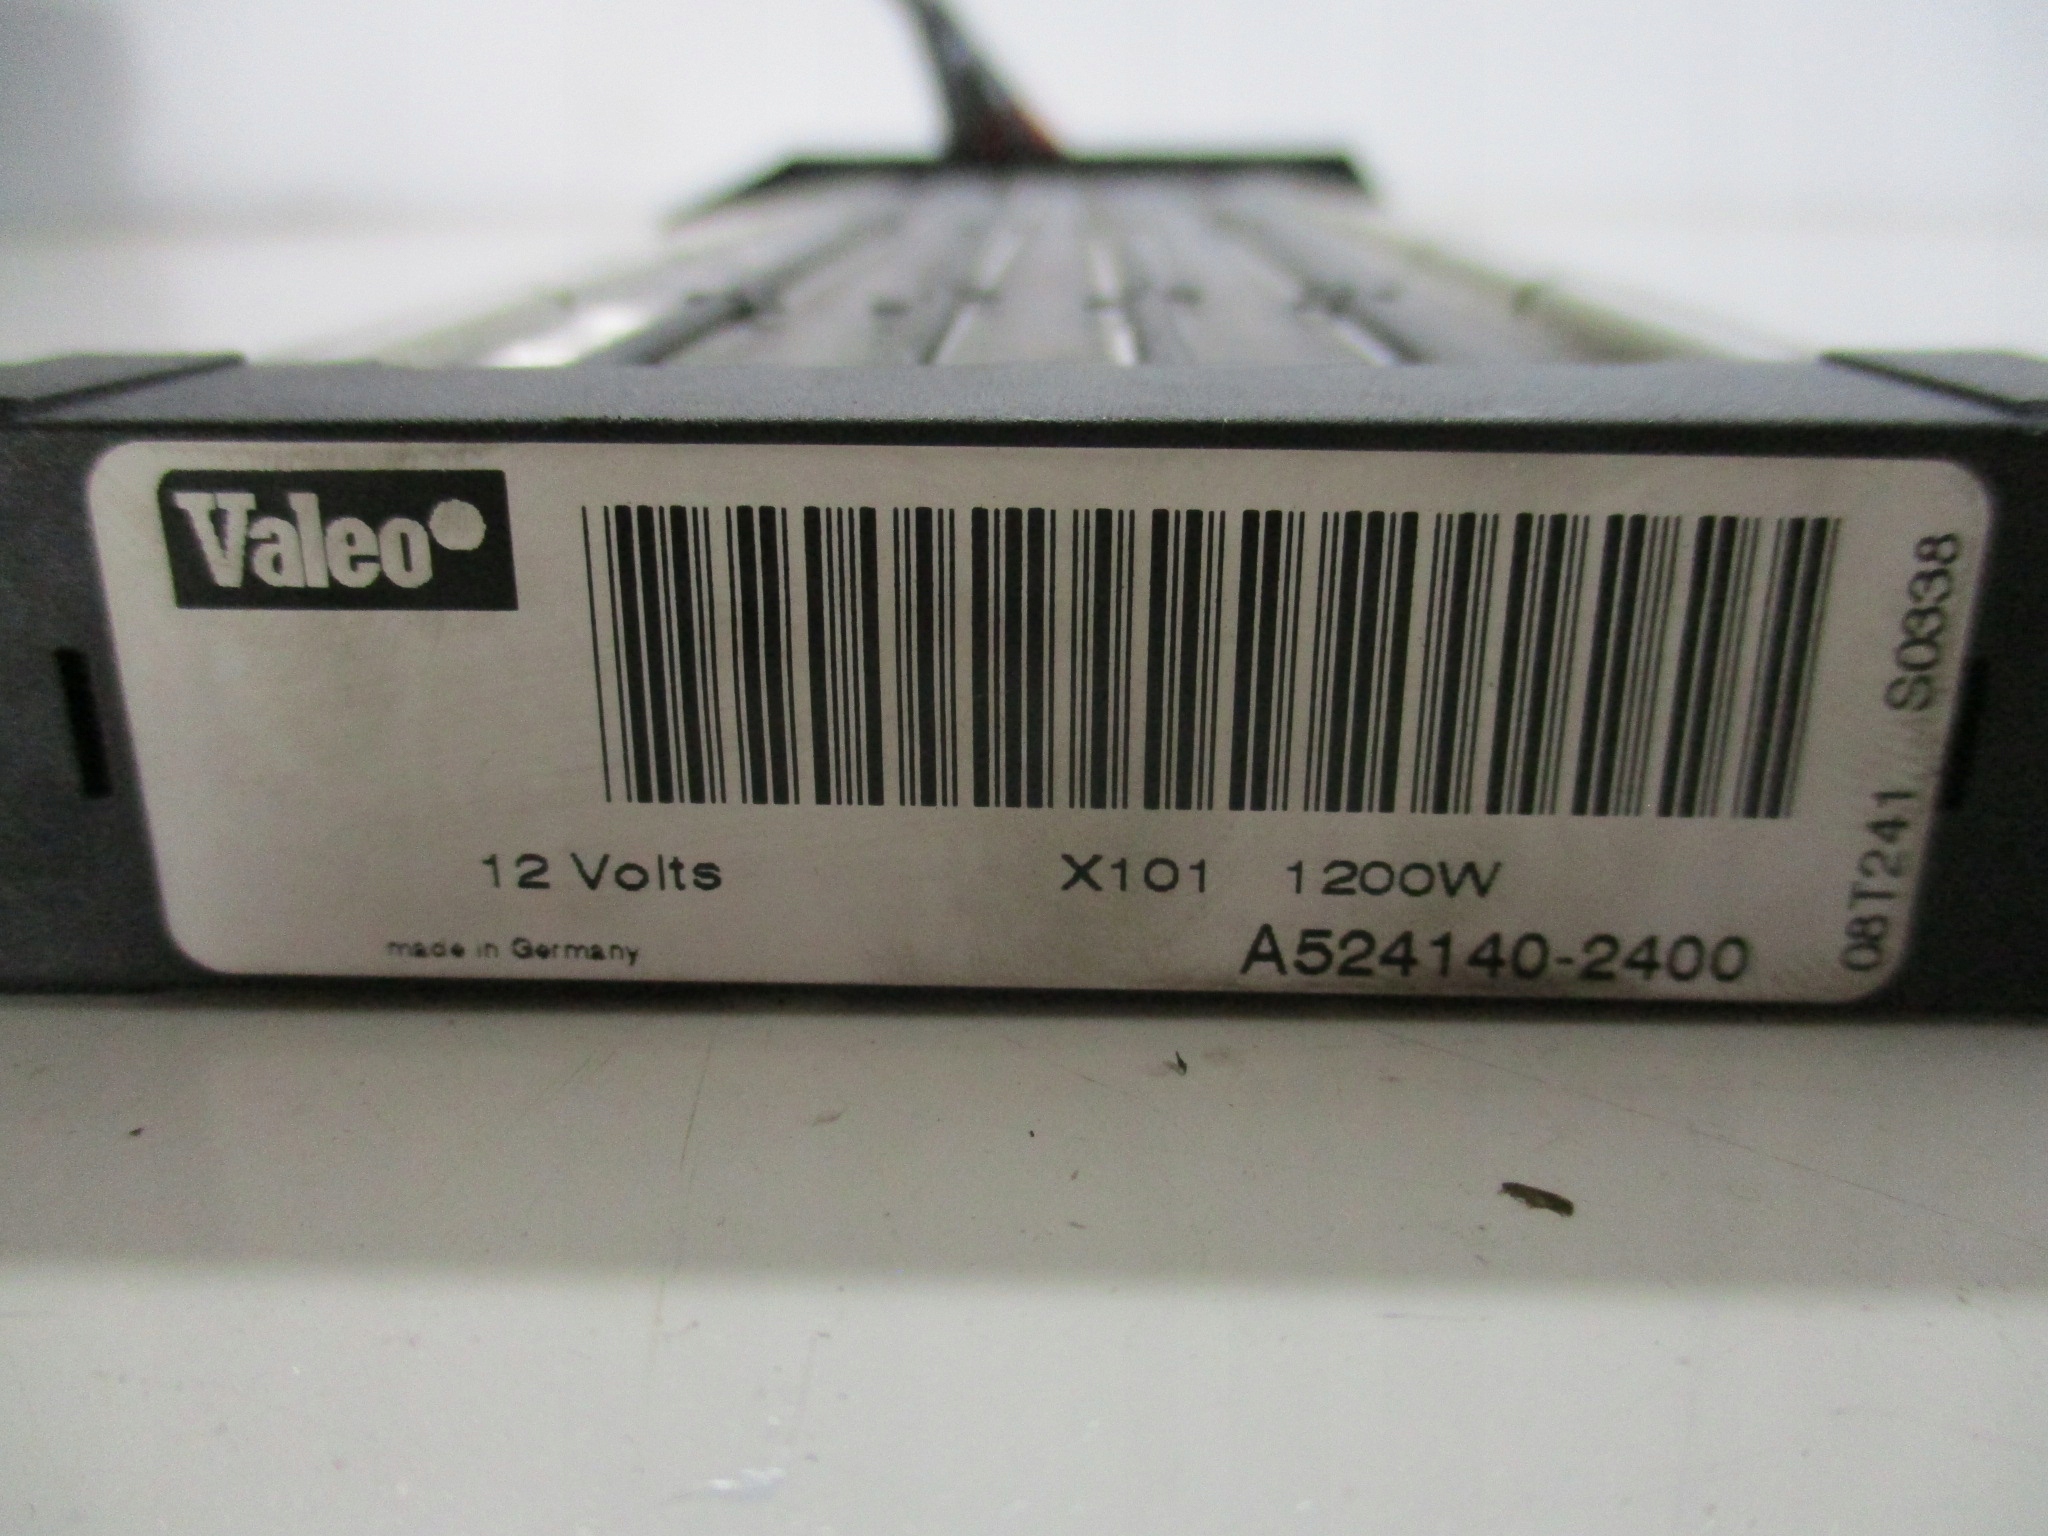 Valeo
12 Volts X101 1200W
made in Germany A524140-2400
08T241 S0338